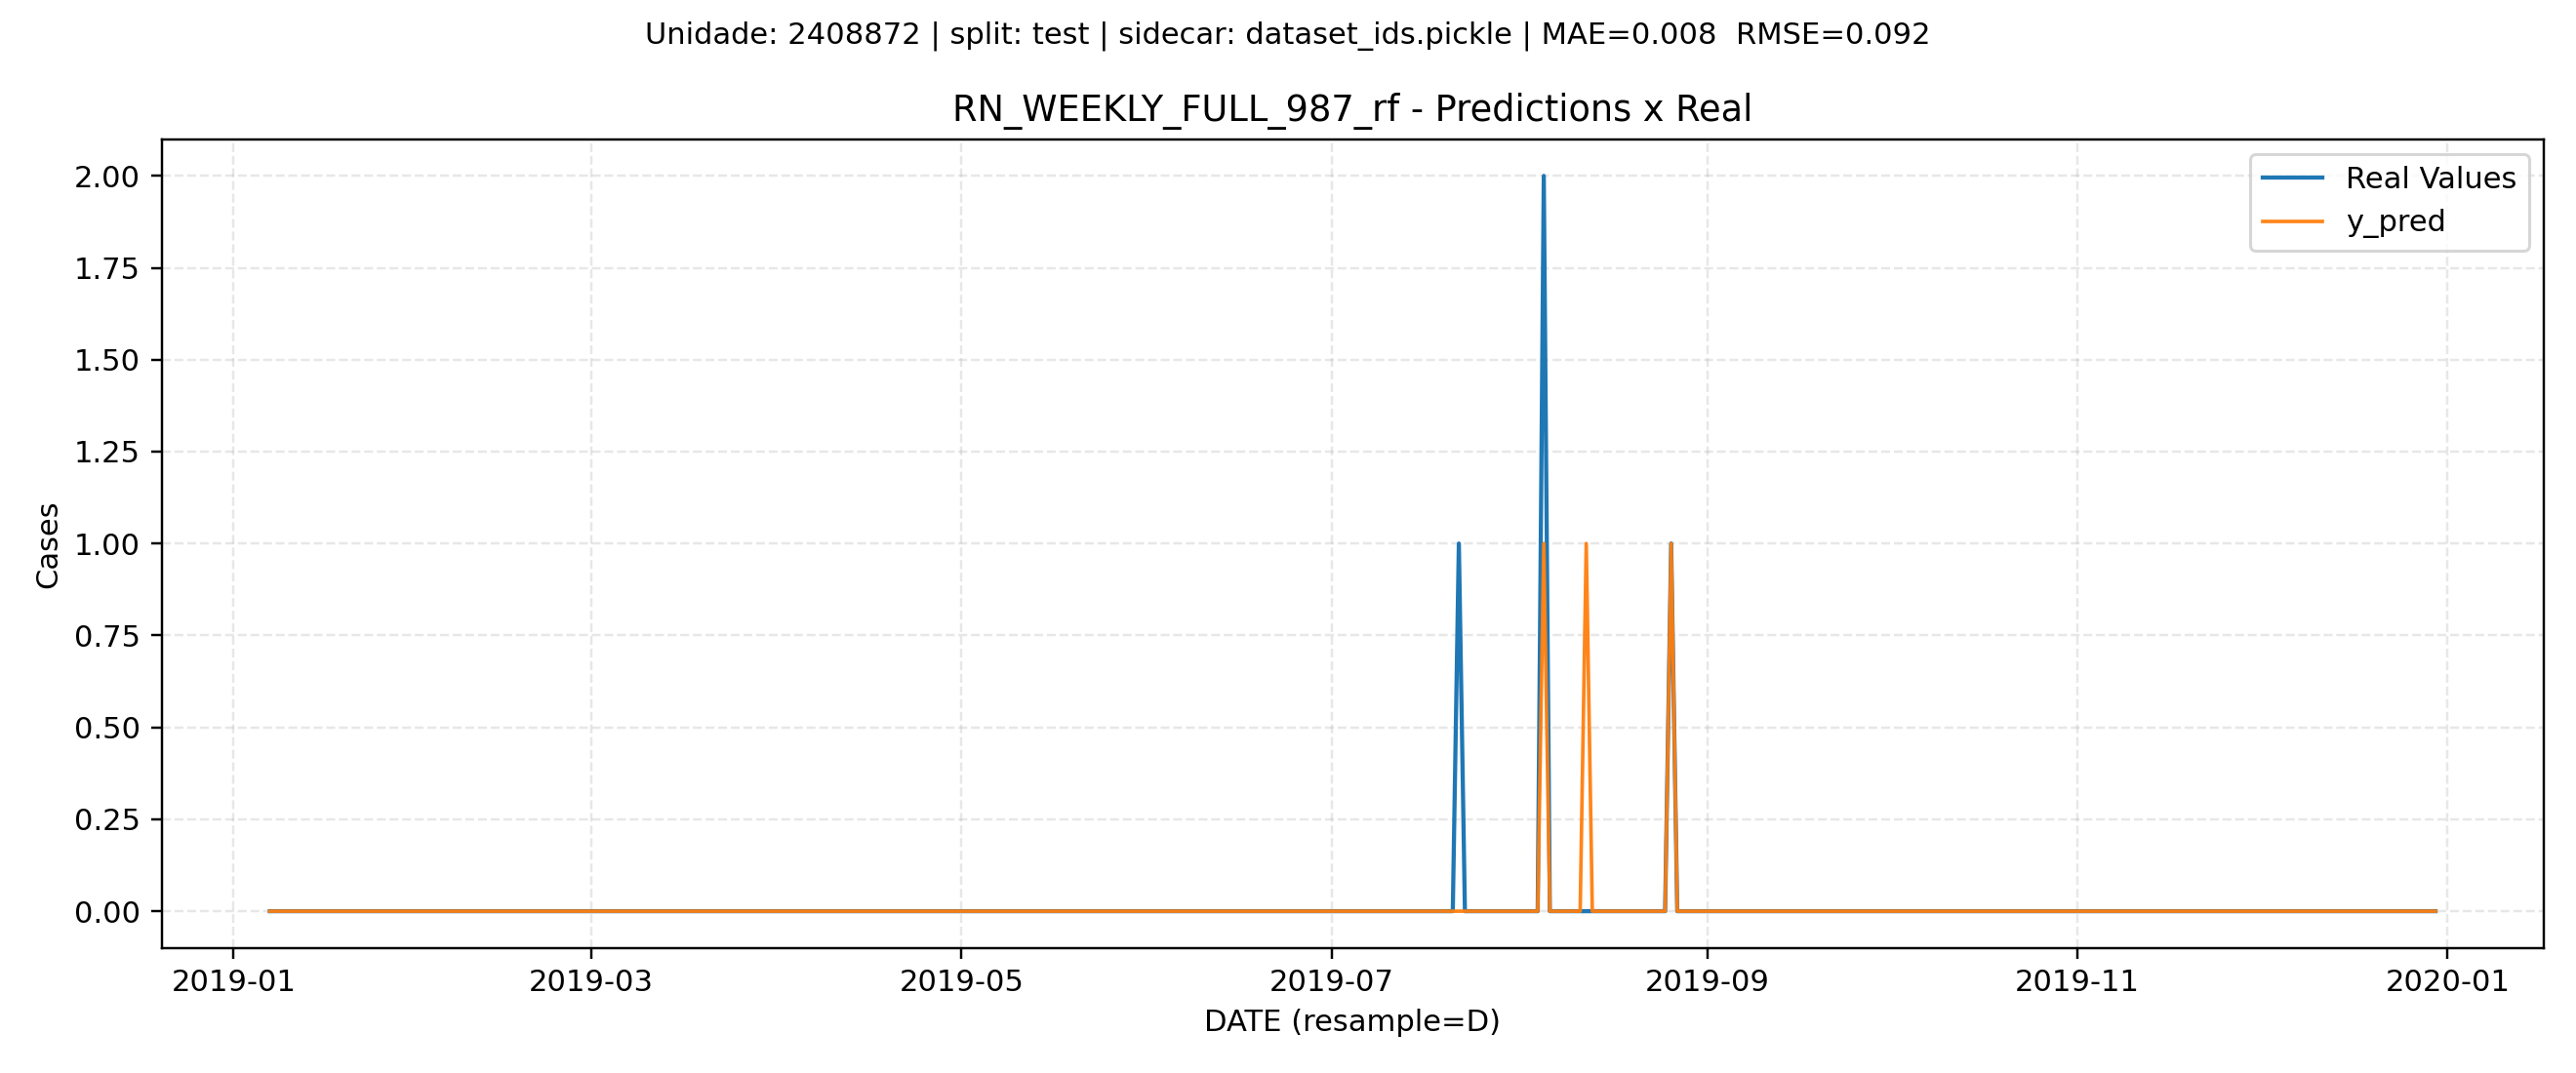 Unidade: 2408872 | split: test | sidecar: dataset_ids.pickle | MAE=0.008  RMSE=0.092
RN_WEEKLY_FULL_987_rf - Predictions x Real
Real Values
y_pred
2.00
1.75
1.50
1.25
1.00
0.75
0.50
0.25
0.00
Cases
2019-01
2019-03
2019-05
2019-07
2019-09
2019-11
2020-01
DATE (resample=D)